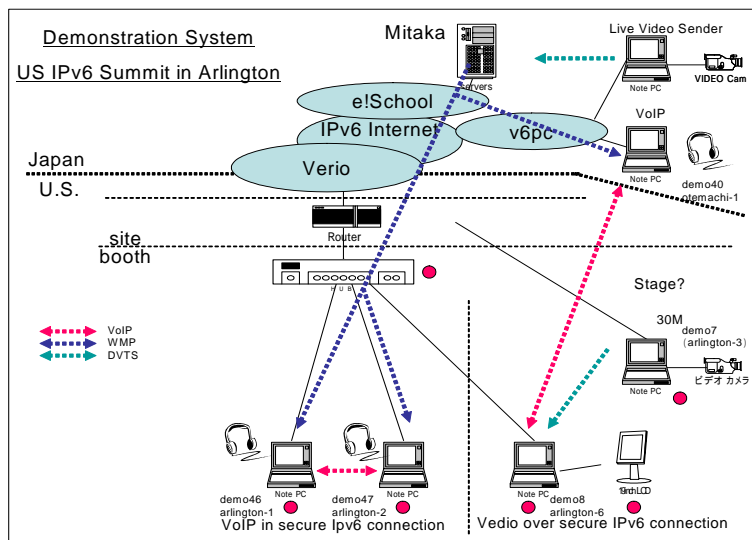 Demonstration System
US IPv6 Summit in Arlington
Mitaka
Servers
Live Video Sender
Note PC
VIDEO Cam
e!School
IPv6 Internet
v6pc
Verio
VoIP
Note PC
demo40
otemachi-1
Japan
U.S.
Router
site
booth
HUB
Stage?
30M
demo7
(arlington-3)
Note PC
ビデオ カメラ
VoIP
WMP
DVTS
Note PC
demo46
arlington-1
Note PC
demo47
arlington-2
VoIP in secure Ipv6 connection
Note PC
demo8
arlington-6
19inch LCD
Vedio over secure IPv6 connection